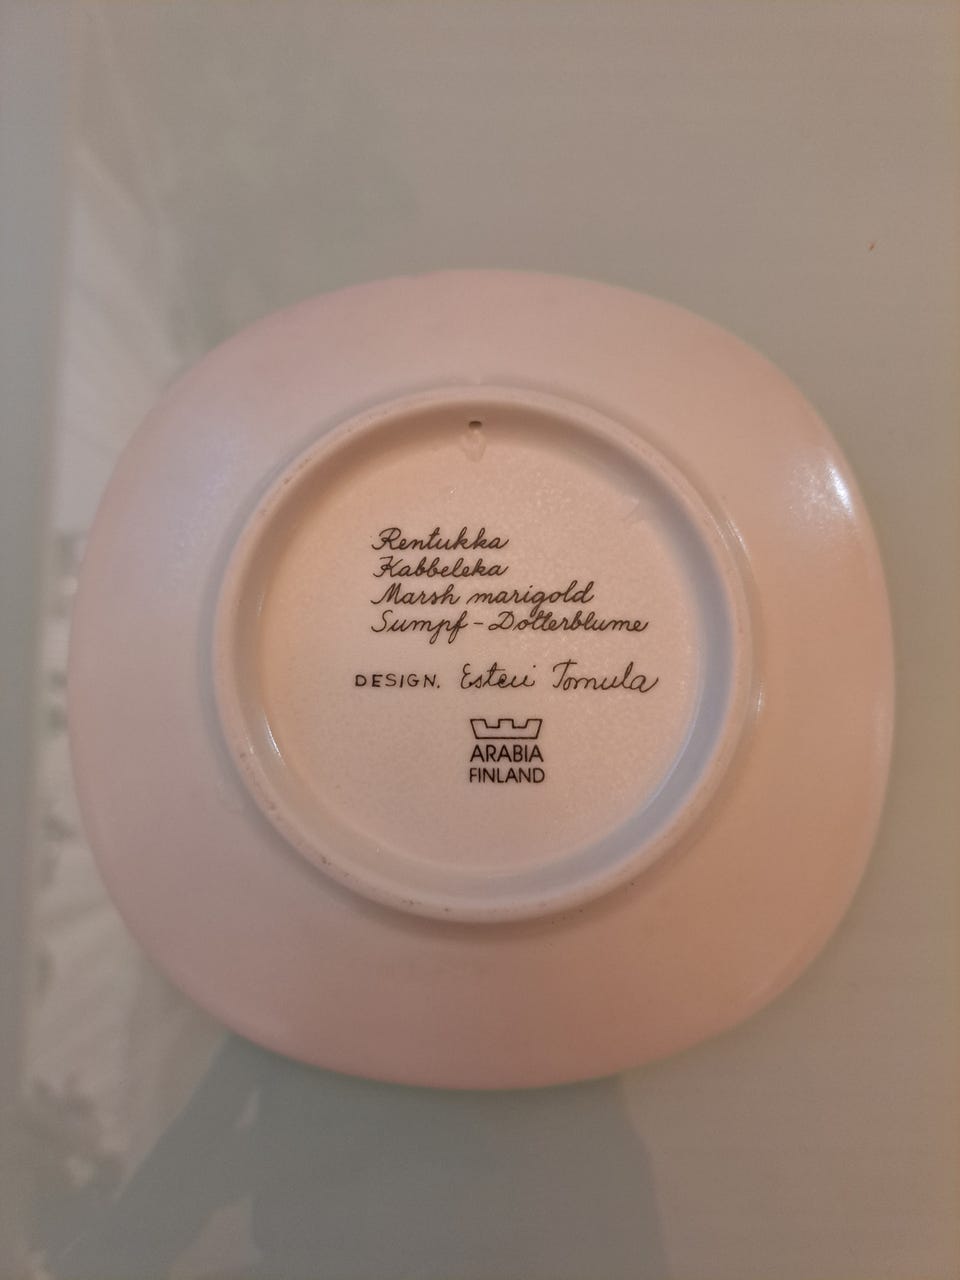 Rentukka
Kabbeleka
Marsh marigold
Sumpf-Dotterblume
DESIGN. Esteri Tomula
ARABIA
FINLAND